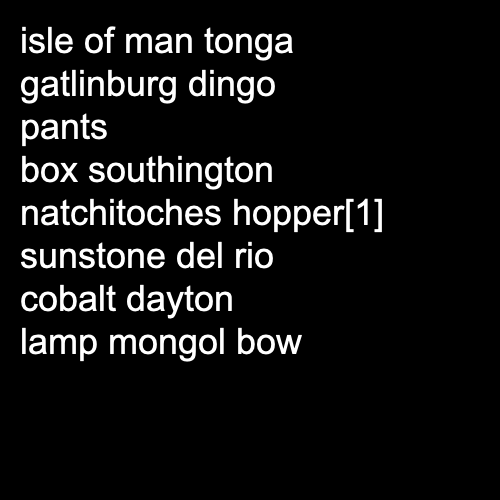 isle of man tonga
gatlinburg dingo
pants
box southington
natchitoches hopper[1]
sunstone del rio
cobalt dayton
lamp mongol bow